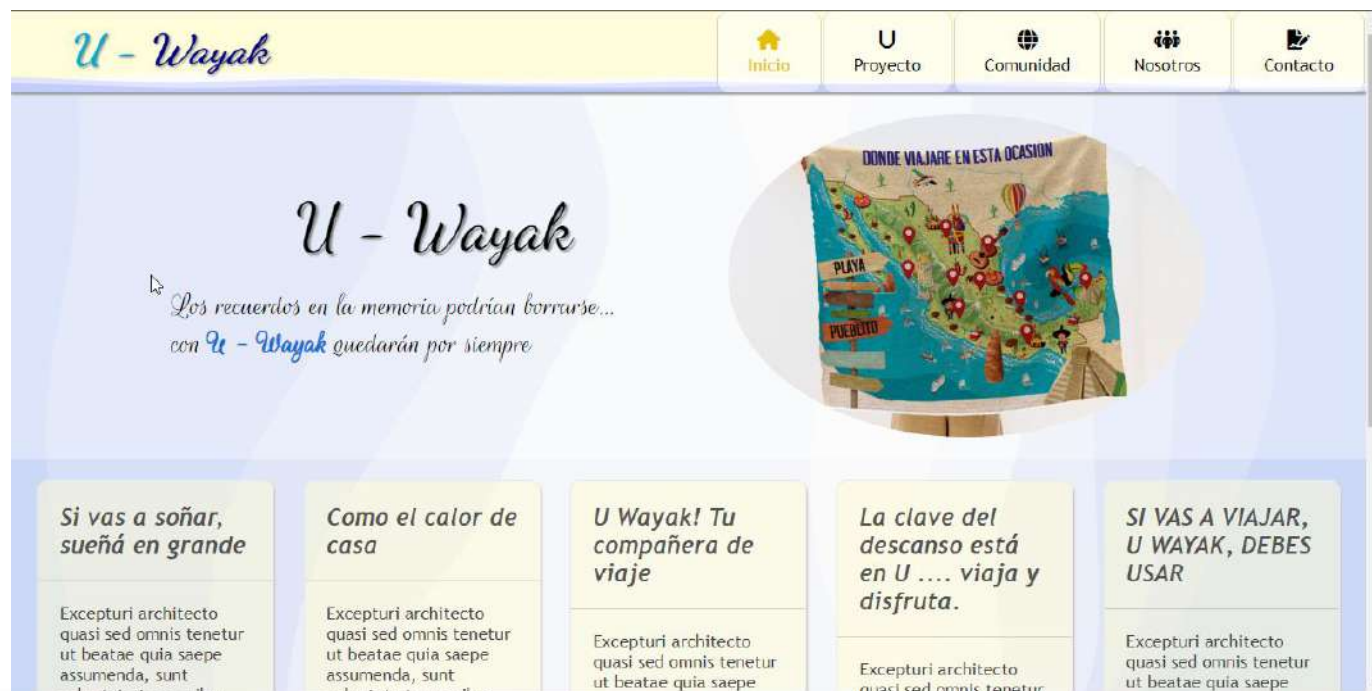 U - Wayak
Inicio
U
Proyecto
Comunidad
Nosotros
Contacto
U - Wayak
Los recuerdos en la memoria podrían borrarse...
con U - Wayak quedarán por siempre
DONDE VIAJARE EN ESTA OCASION
PLAYA
PUEBLITO
Si vas a soñar,
sueñá en grande
Excepturi architecto
quasi sed omnis tenetur
ut beatae quia saepe
assumenda, sunt
Como el calor de
casa
Excepturi architecto
quasi sed omnis tenetur
ut beatae quia saepe
assumenda, sunt
U Wayak! Tu
compañera de
viaje
Excepturi architecto
quasi sed omnis tenetur
ut beatae quia saepe
La clave del
descanso está
en U .... viaja y
disfruta.
Excepturi architecto
quasi sed omnis tenetur
SI VAS A VIAJAR,
U WAYAK, DEBES
USAR
Excepturi architecto
quasi sed omnis tenetur
ut beatae quia saepe